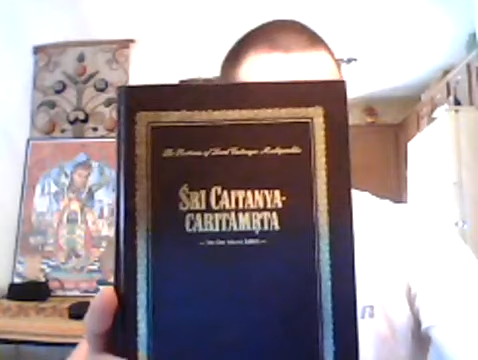 The Pastimes of Lord Caitanya Mahāprabhu
ŚRĪ CAITANYA-
CARITĀMṚTA